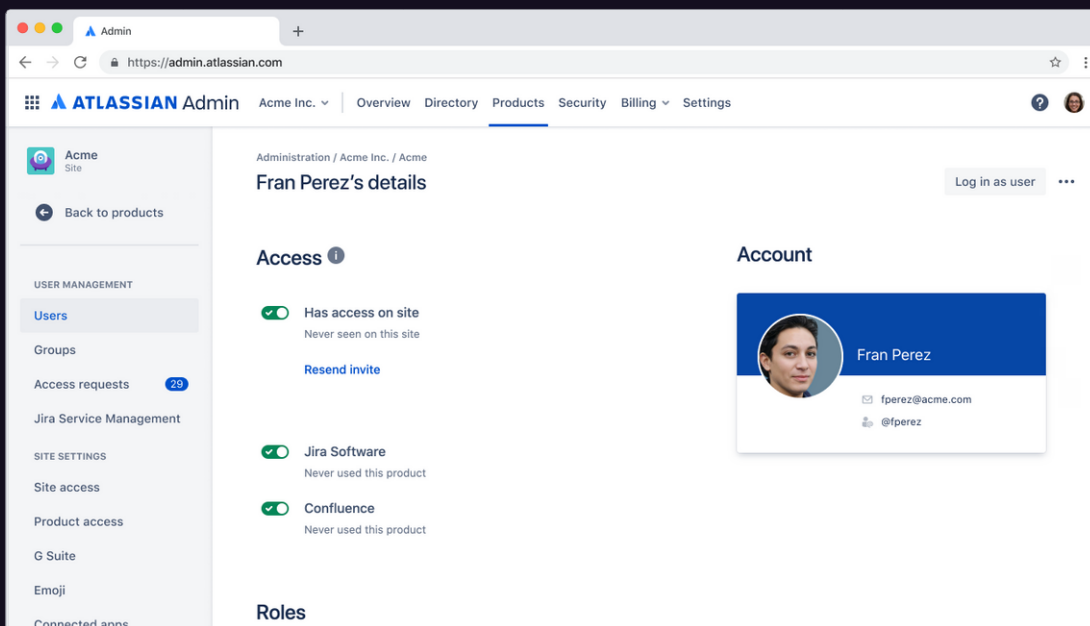 Admin
https://admin.atlassian.com
ATLASSIAN Admin
Acme Inc.
Overview
Directory
Products
Security
Billing
Settings
Acme
Site
Back to products
USER MANAGEMENT
Users
Groups
Access requests 29
Jira Service Management
SITE SETTINGS
Site access
Product access
G Suite
Emoji
Connected apps
Administration / Acme Inc. / Acme
Fran Perez’s details
Log in as user
Access
Has access on site
Never seen on this site
Resend invite
Jira Software
Never used this product
Confluence
Never used this product
Roles
Account
Fran Perez
fperez@acme.com
@fperez